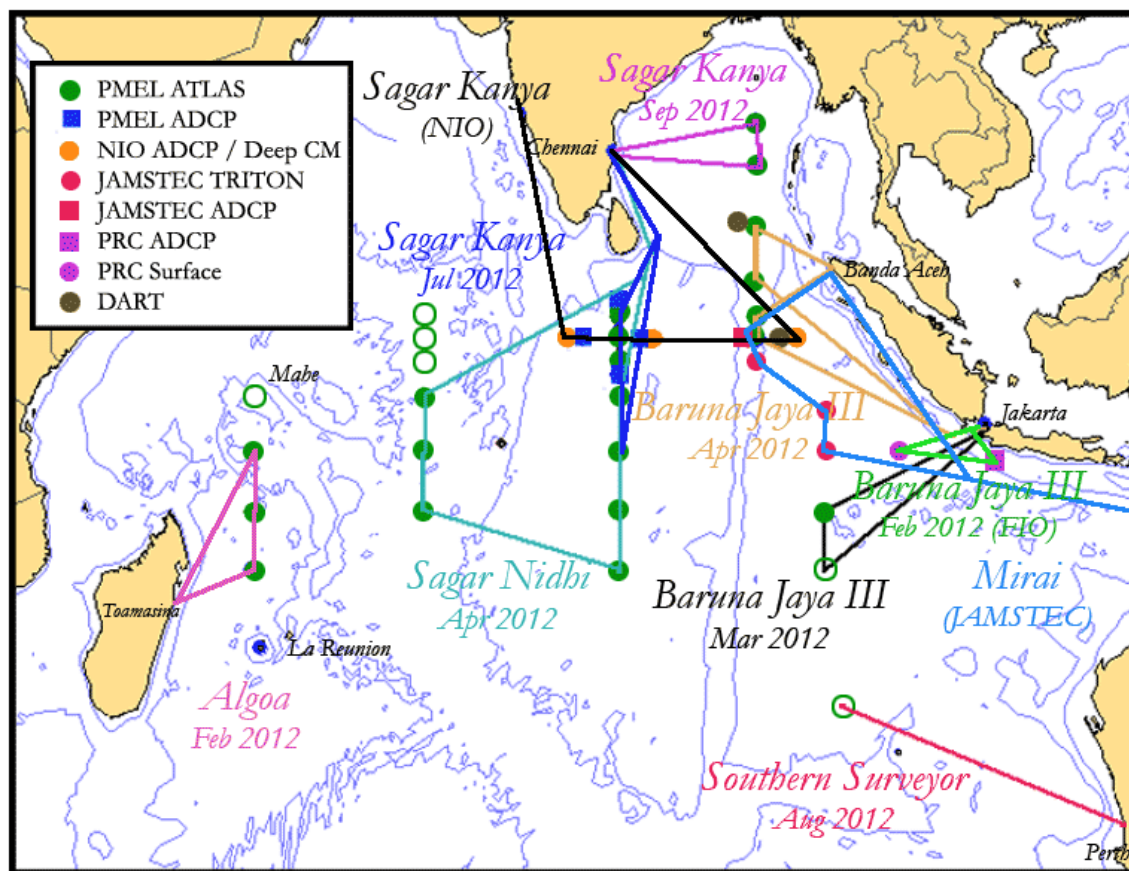 PMEL ATLAS
PMEL ADCP
NIO ADCP / Deep CM
JAMSTEC TRITON
JAMSTEC ADCP
PRC ADCP
PRC Surface
DART
Sagar Kanya
(NIO)
Sagar Kanya
Sep 2012
Chennai
Sagar Kanya
Jul 2012
Banda Aceh
Mahe
Baruna Jaya III
Apr 2012
Jakarta
Baruna Jaya III
Feb 2012 (FIO)
Sagar Nidhi
Apr 2012
Baruna Jaya III
Mar 2012
Mirai
(JAMSTEC)
Toamasina
La Reunion
Algoa
Feb 2012
Southern Surveyor
Aug 2012
Perth